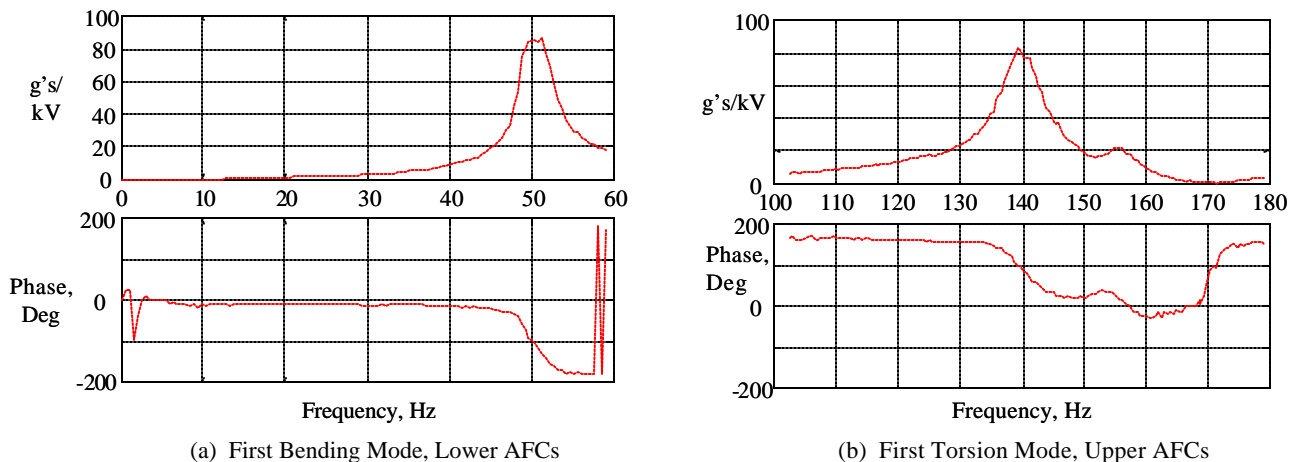 100
80
g's/
60
kV
40
20
0
0 10 20 30 40 50 60
200
Phase,
0
Deg
-200
Frequency, Hz
(a) First Bending Mode, Lower AFCs
100
g's/kV
0
100 110 120 130 140 150 160 170 180
200
Phase,
Deg
0
-200
Frequency, Hz
(b) First Torsion Mode, Upper AFCs